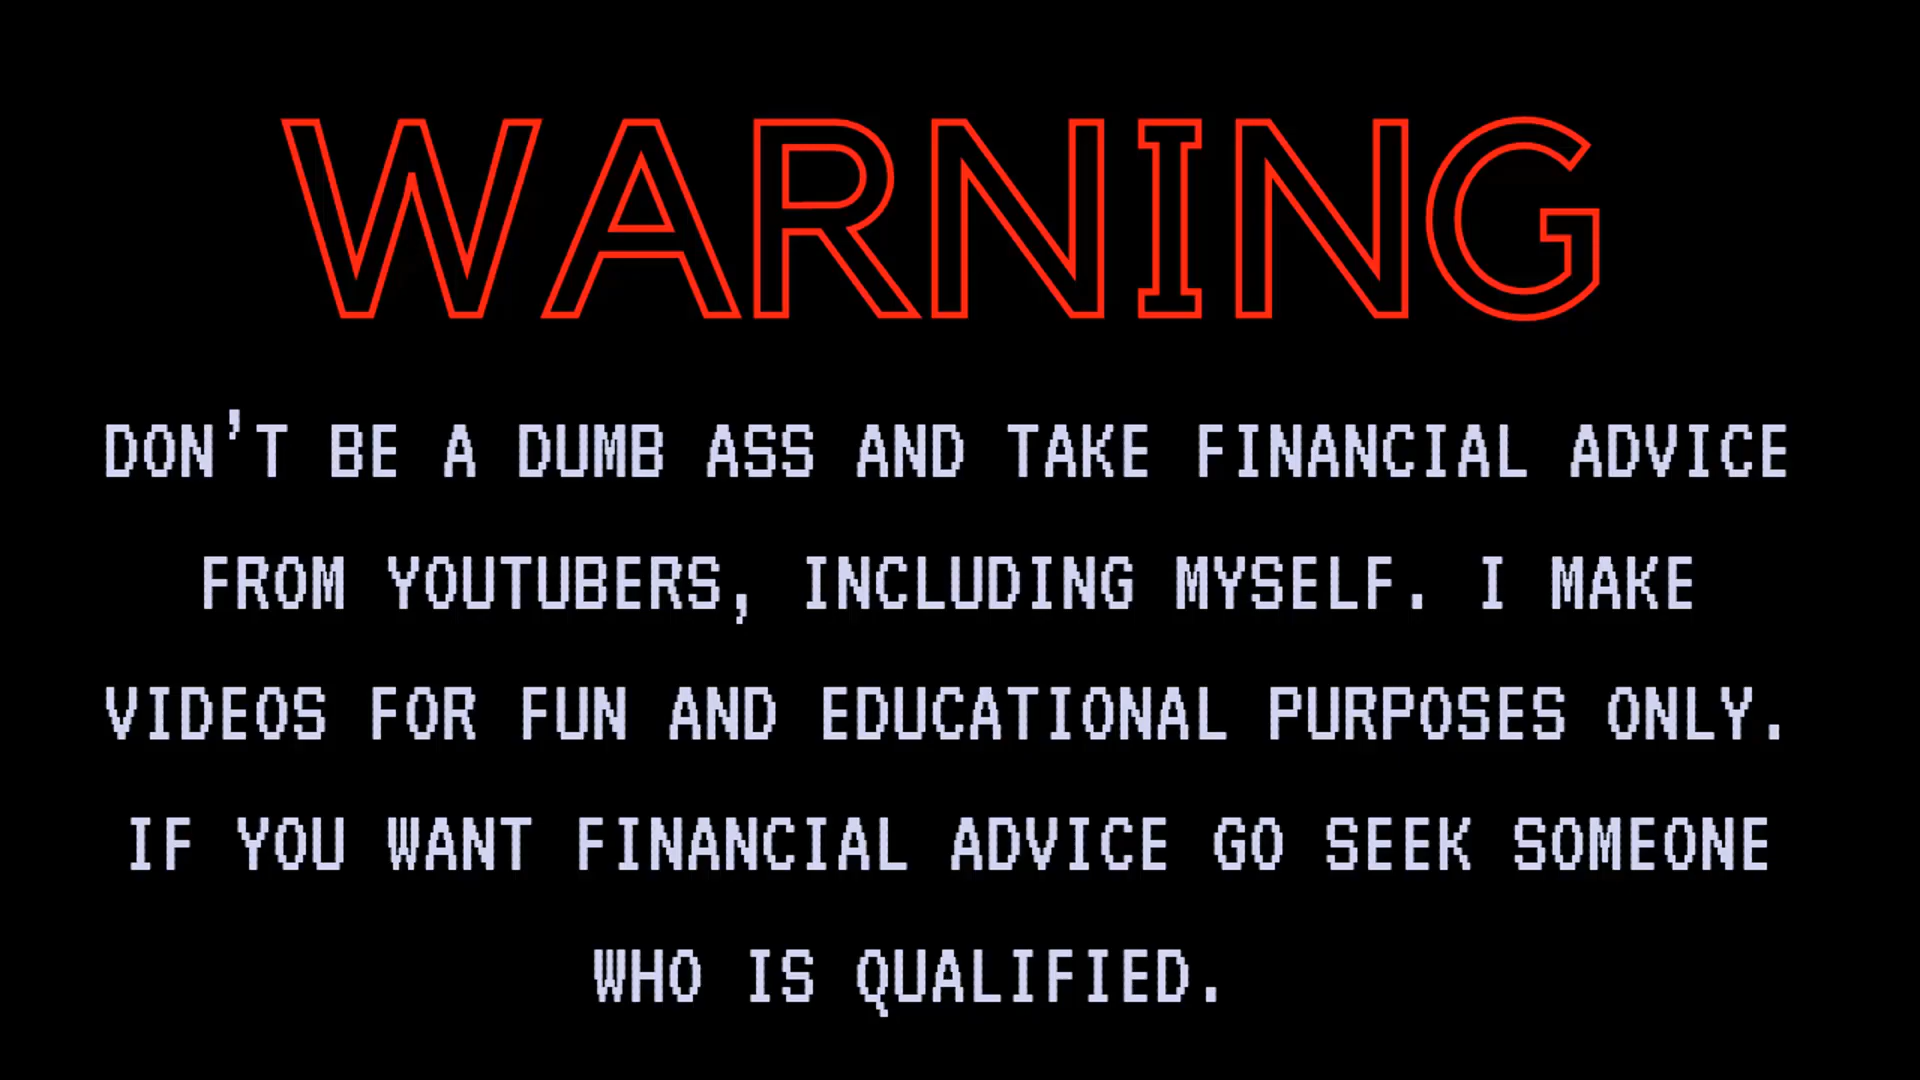 WARNING
DON'T BE A DUMB ASS AND TAKE FINANCIAL ADVICE
FROM YOUTUBERS, INCLUDING MYSELF. I MAKE
VIDEOS FOR FUN AND EDUCATIONAL PURPOSES ONLY.
IF YOU WANT FINANCIAL ADVICE GO SEEK SOMEONE
WHO IS QUALIFIED.